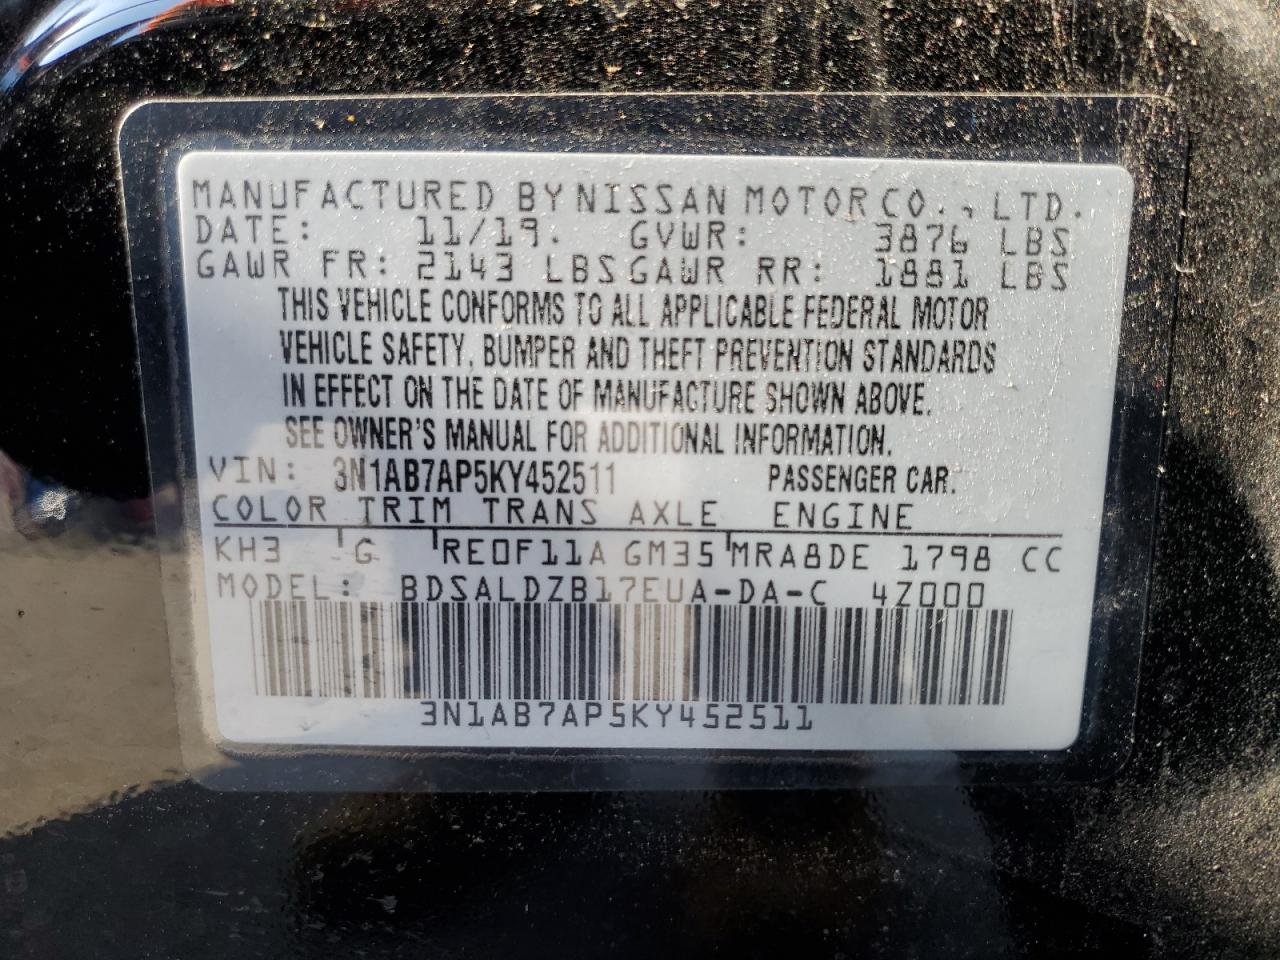 MANUFACTURED BY NISSAN MOTOR CO., LTD.
DATE: 11/19. GVWR: 3876 LBS
GAWR FR: 2143 LBS GAWR RR: 1881 LBS
THIS VEHICLE CONFORMS TO ALL APPLICABLE FEDERAL MOTOR
VEHICLE SAFETY, BUMPER AND THEFT PREVENTION STANDARDS
IN EFFECT ON THE DATE OF MANUFACTURE SHOWN ABOVE.
SEE OWNER'S MANUAL FOR ADDITIONAL INFORMATION.
VIN: 3N1AB7AP5KY452511 PASSENGER CAR.
COLOR TRIM TRANS AXLE ENGINE
KH3 G RE0F11A GM35 MRA8DE 1798 CC
MODEL: BDSALDZB17EUA-DA-C 4Z000
3N1AB7AP5KY452511